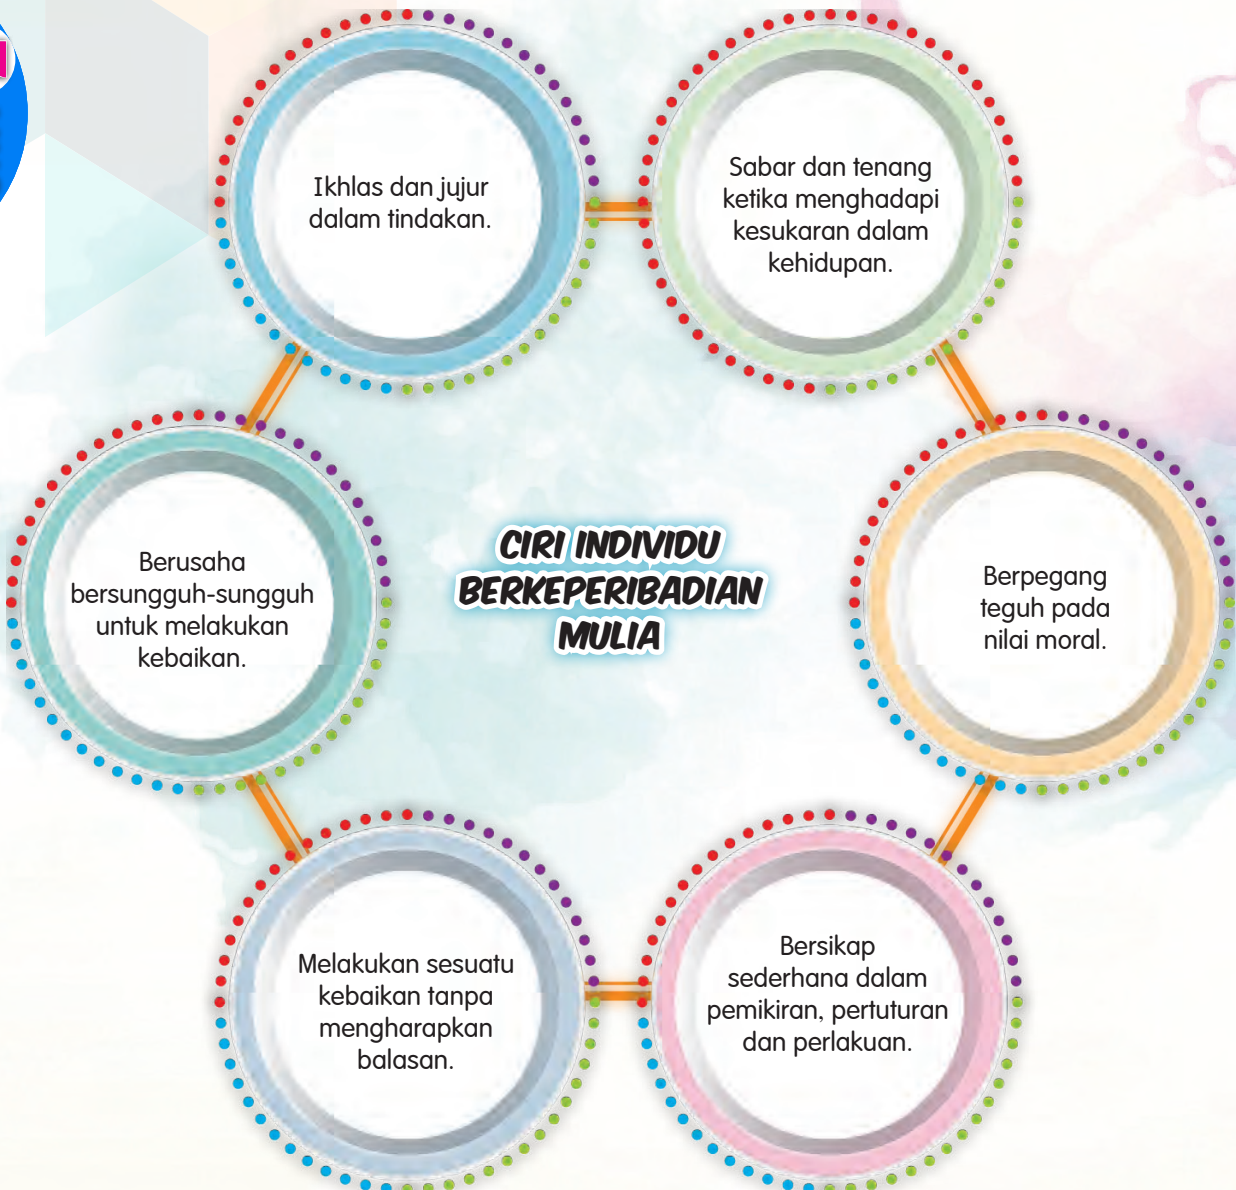 Ikhlas dan jujur
dalam tindakan.
Sabar dan tenang
ketika menghadapi
kesukaran dalam
kehidupan.
Berusaha
bersungguh-sungguh
untuk melakukan
kebaikan.
CIRI INDIVIDU
BERKEPERIBADIAN
MULIA
Berpegang
teguh pada
nilai moral.
Melakukan sesuatu
kebaikan tanpa
mengharapkan
balasan.
Bersikap
sederhana dalam
pemikiran, pertuturan
dan perlakuan.